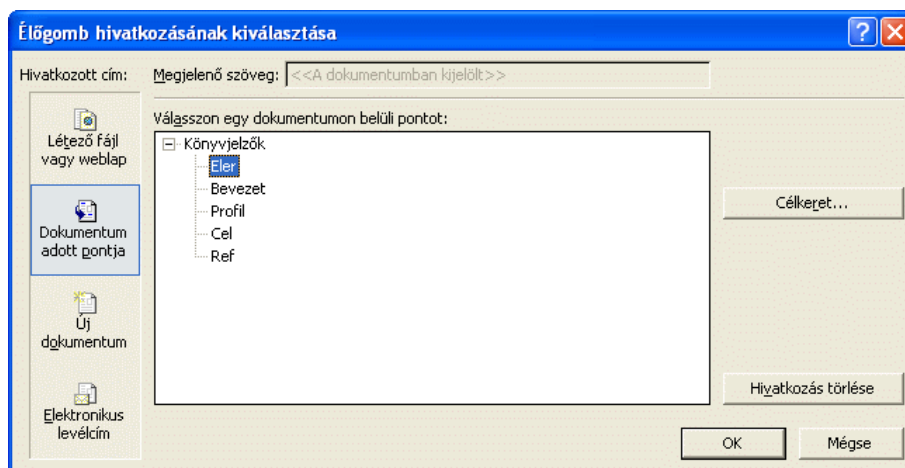 Élőgomb hivatkozásának kiválasztása
Hivatkozott cím:
Megjelenő szöveg: <<A dokumentumban kijelölt>>
Létező fájl
vagy weblap
Dokumentum
adott pontja
Új
dokumentum
Elektronikus
levélcím
Válasszon egy dokumentumon belüli pontot:
Könyvjelzők
Eler
Bevezet
Profil
Cel
Ref
Célkeret...
Hivatkozás törlése
OK
Mégse